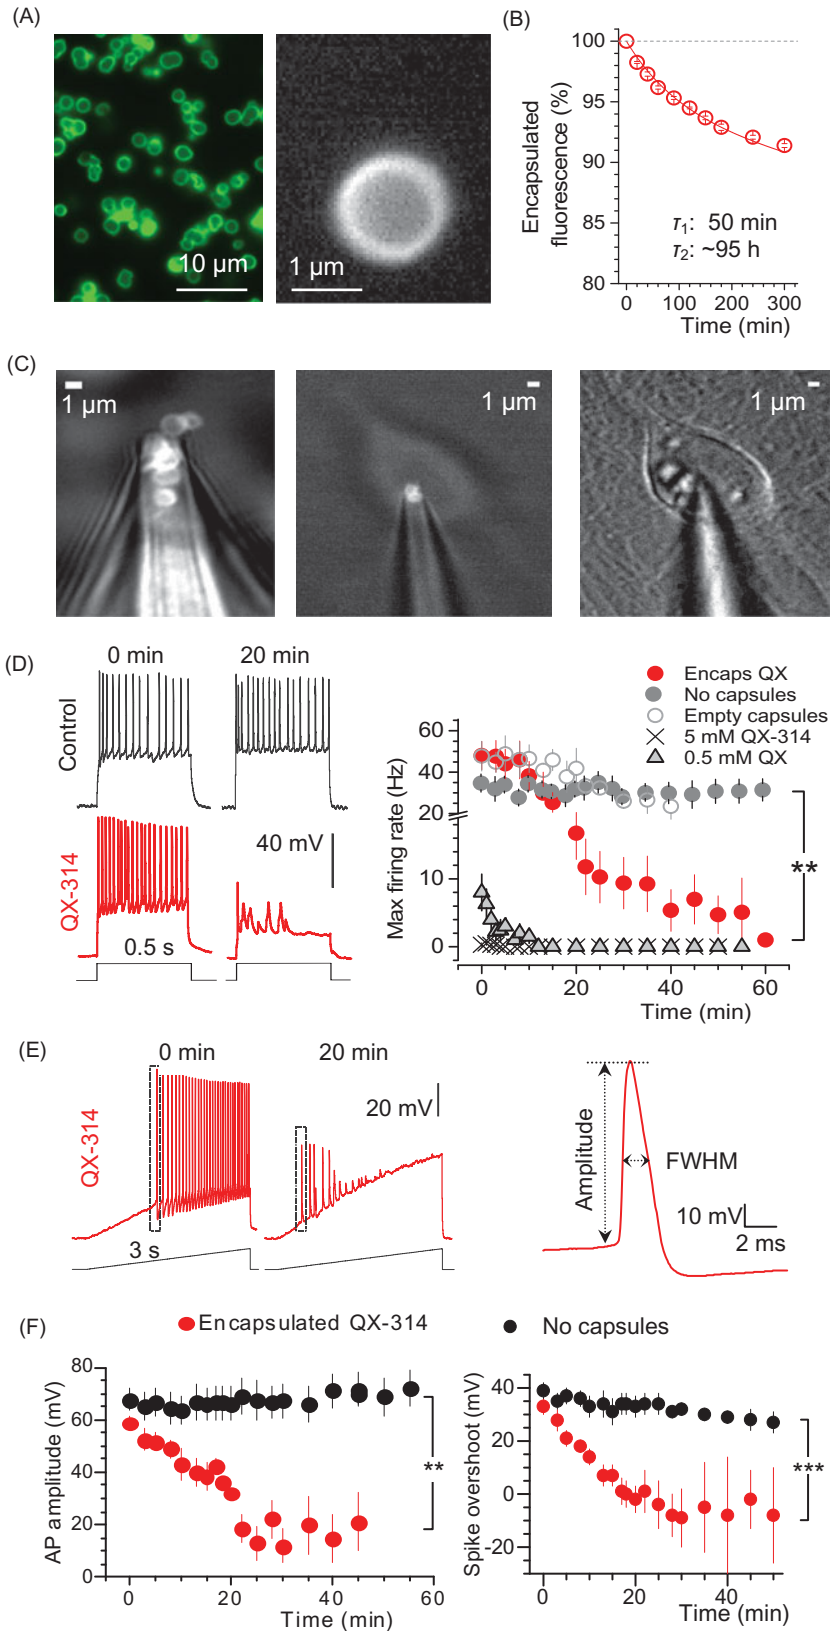 (A)
10 μm
1 μm
(B)
Encapsulated
fluorescence (%)
100
95
90
85
80
τ1: 50 min
τ2: ~95 h
0 100 200 300
Time (min)
(C)
1 μm
1 μm
1 μm
(D)
0 min 20 min
Control
QX-314
40 mV
0.5 s
Encaps QX
No capsules
Empty capsules
5 mM QX-314
0.5 mM QX
Max firing rate (Hz)
60
40
20
10
0
**
0 20 40 60
Time (min)
(E)
0 min 20 min
QX-314
20 mV
3 s
Amplitude
FWHM
10 mV
2 ms
(F)
Encapsulated QX-314
No capsules
AP amplitude (mV)
80
60
40
20
0
**
0 20 40 60
Time (min)
Spike overshoot (mV)
40
20
0
-20
***
0 20 40
Time (min)